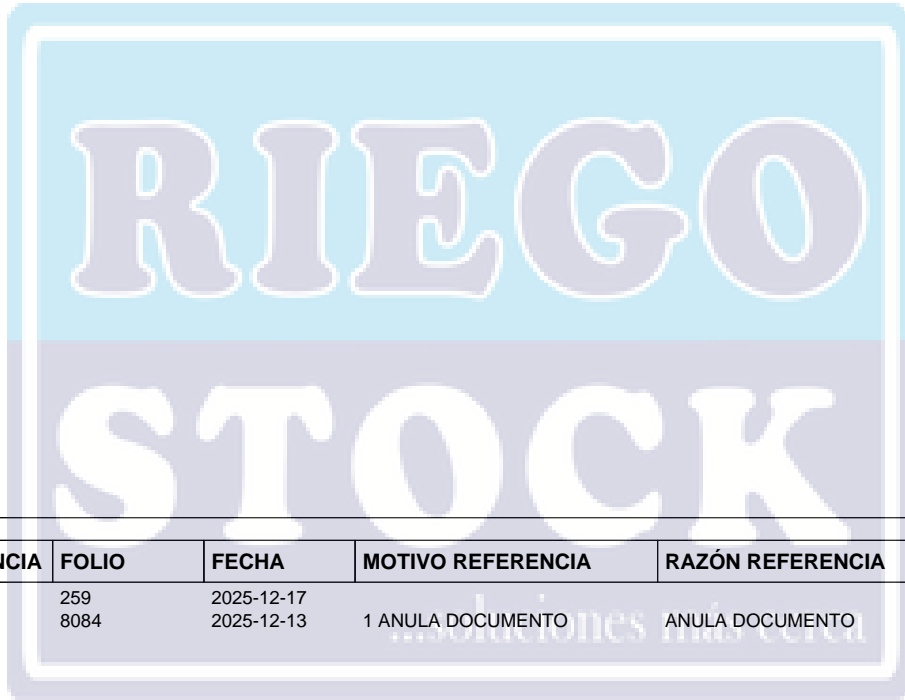 RIEGO
STOCK
NCIA FOLIO FECHA MOTIVO REFERENCIA RAZÓN REFERENCIA
259 2025-12-17
8084 2025-12-13 1 ANULA DOCUMENTO ANULA DOCUMENTO
...soluciones más cerca